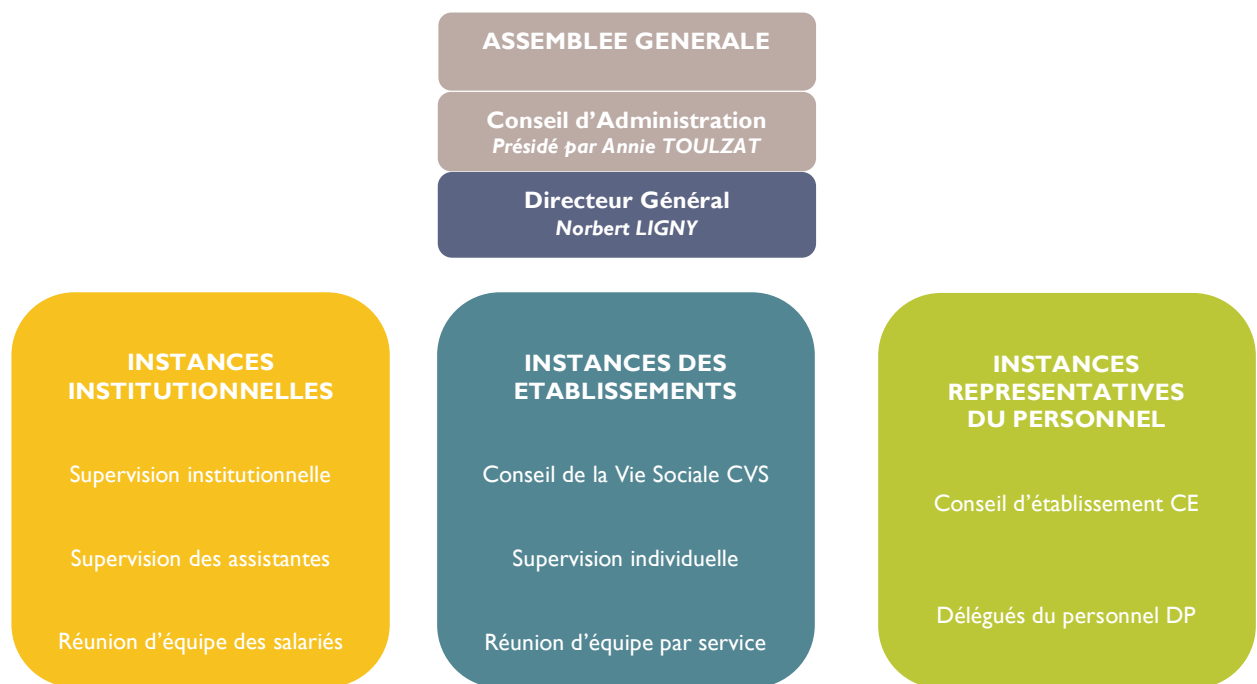 ASSEMBLEE GENERALE
Conseil d'Administration
Présidé par Annie TOULZAT
Directeur Général
Norbert LIGNY
INSTANCES
INSTITUTIONNELLES
Supervision institutionnelle
Supervision des assistantes
Réunion d'équipe des salariés
INSTANCES DES
ETABLISSEMENTS
Conseil de la Vie Sociale CVS
Supervision individuelle
Réunion d'équipe par service
INSTANCES
REPRESENTATIVES
DU PERSONNEL
Conseil d'établissement CE
Délégués du personnel DP